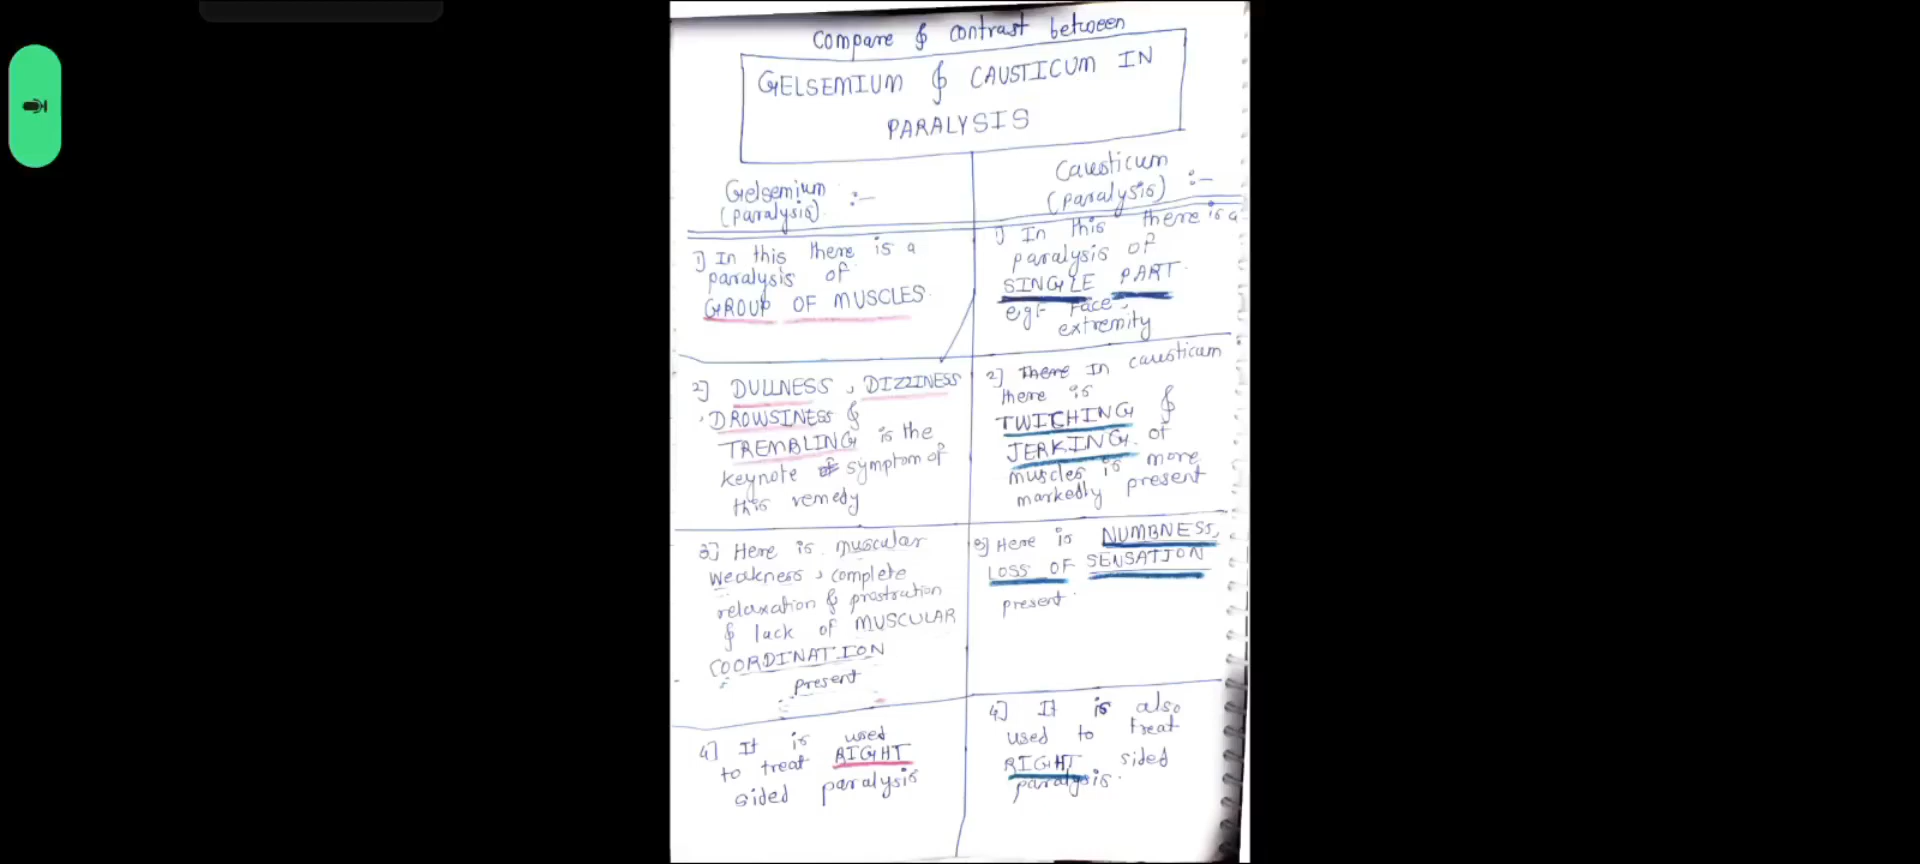 Compare & contrast between
GELSEMIUM & CAUSTICUM IN
PARALYSIS
Gelsemium :-
(paralysis)
1) In this there is a
paralysis of
GROUP OF MUSCLES.
2] DULLNESS, DIZZINESS
, DROWSINESS &
TREMBLING is the
keynote symptom of
this remedy
3] Here is muscular
weakness, complete
relaxation & prostration
& lack of MUSCULAR
COORDINATION
present
4] It is used
to treat RIGHT
sided paralysis
Causticum
(paralysis) :-
1) In this there is a
paralysis of
SINGLE PART.
eg:- Face,
extremity
2] There In causticum
there is
TWICHING &
JERKING of
muscles is more
markedly present
3] Here is NUMBNESS,
LOSS OF SENSATION
present.
4] It is also
used to treat
RIGHT sided
paralysis.